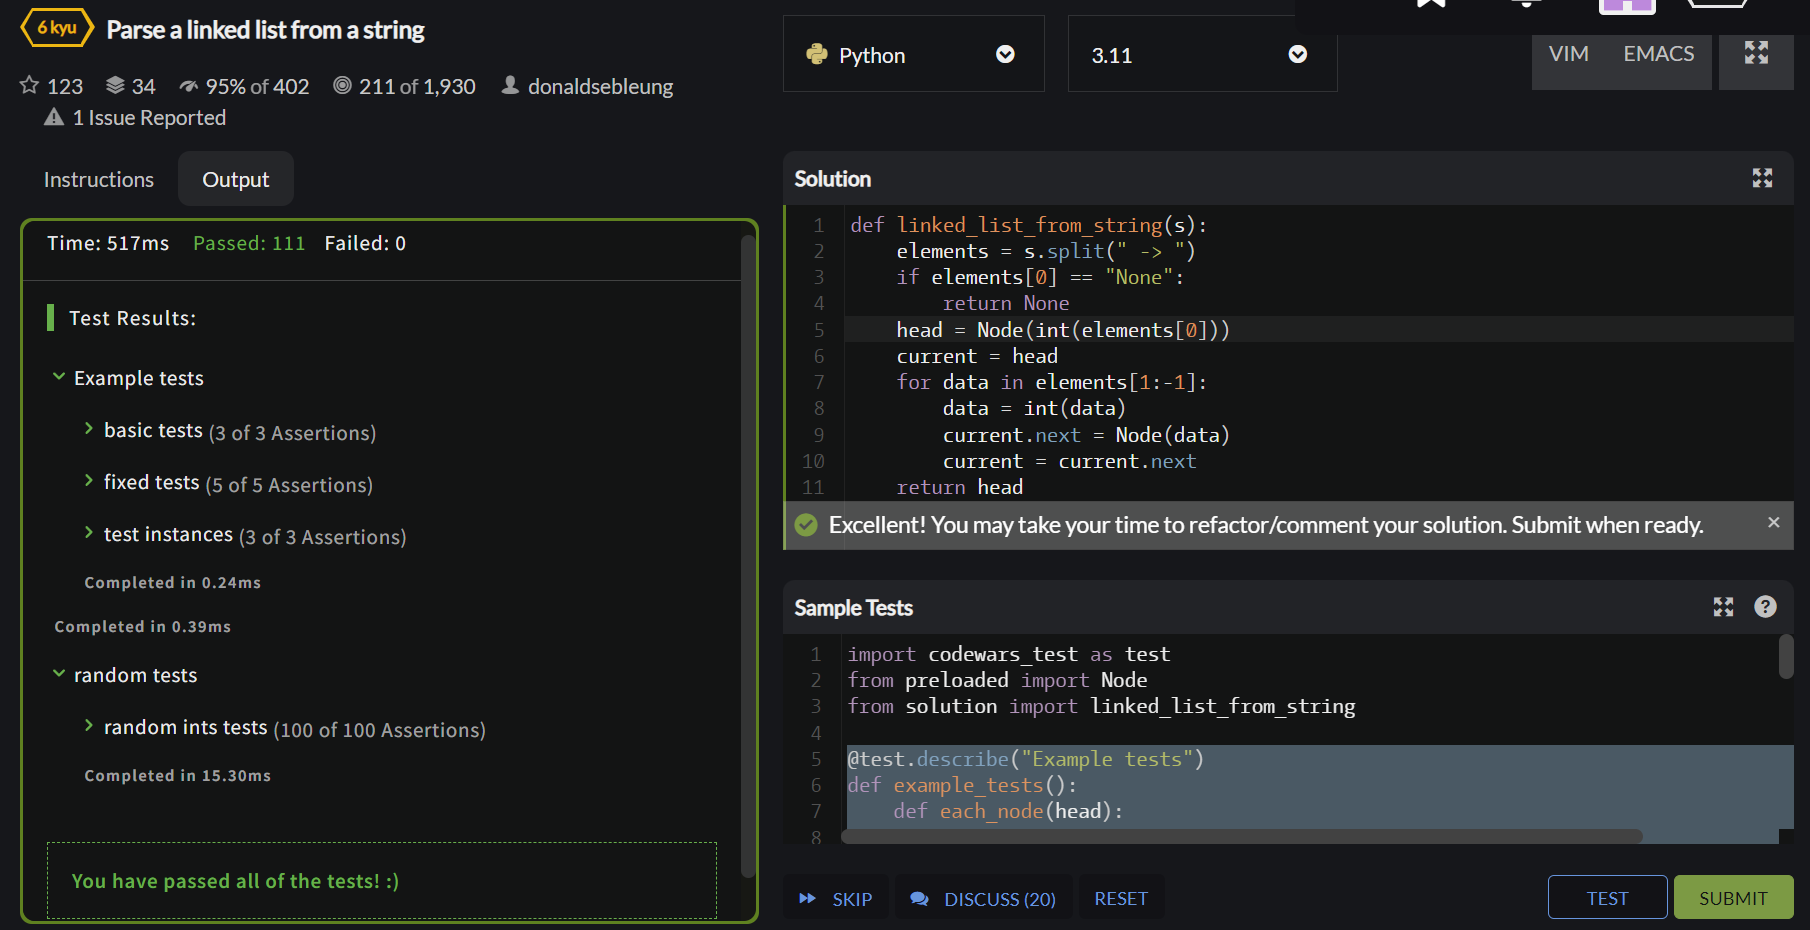 6 kyu
Parse a linked list from a string
123 34 95% of 402 211 of 1,930 donaldsebleung
1 Issue Reported
Instructions Output
Time: 517ms Passed: 111 Failed: 0
Test Results:
Example tests
basic tests (3 of 3 Assertions)
fixed tests (5 of 5 Assertions)
test instances (3 of 3 Assertions)
Completed in 0.24ms
Completed in 0.39ms
random tests
random ints tests (100 of 100 Assertions)
Completed in 15.30ms
You have passed all of the tests! :)
Python 3.11
VIM EMACS
Solution
1 def linked_list_from_string(s):
2     elements = s.split(" -> ")
3     if elements[0] == "None":
4         return None
5     head = Node(int(elements[0]))
6     current = head
7     for data in elements[1:-1]:
8         data = int(data)
9         current.next = Node(data)
10         current = current.next
11     return head
Excellent! You may take your time to refactor/comment your solution. Submit when ready. ×
Sample Tests ?
1 import codewars_test as test
2 from preloaded import Node
3 from solution import linked_list_from_string
4
5 @test.describe("Example tests")
6 def example_tests():
7     def each_node(head):
8
SKIP DISCUSS (20) RESET TEST SUBMIT